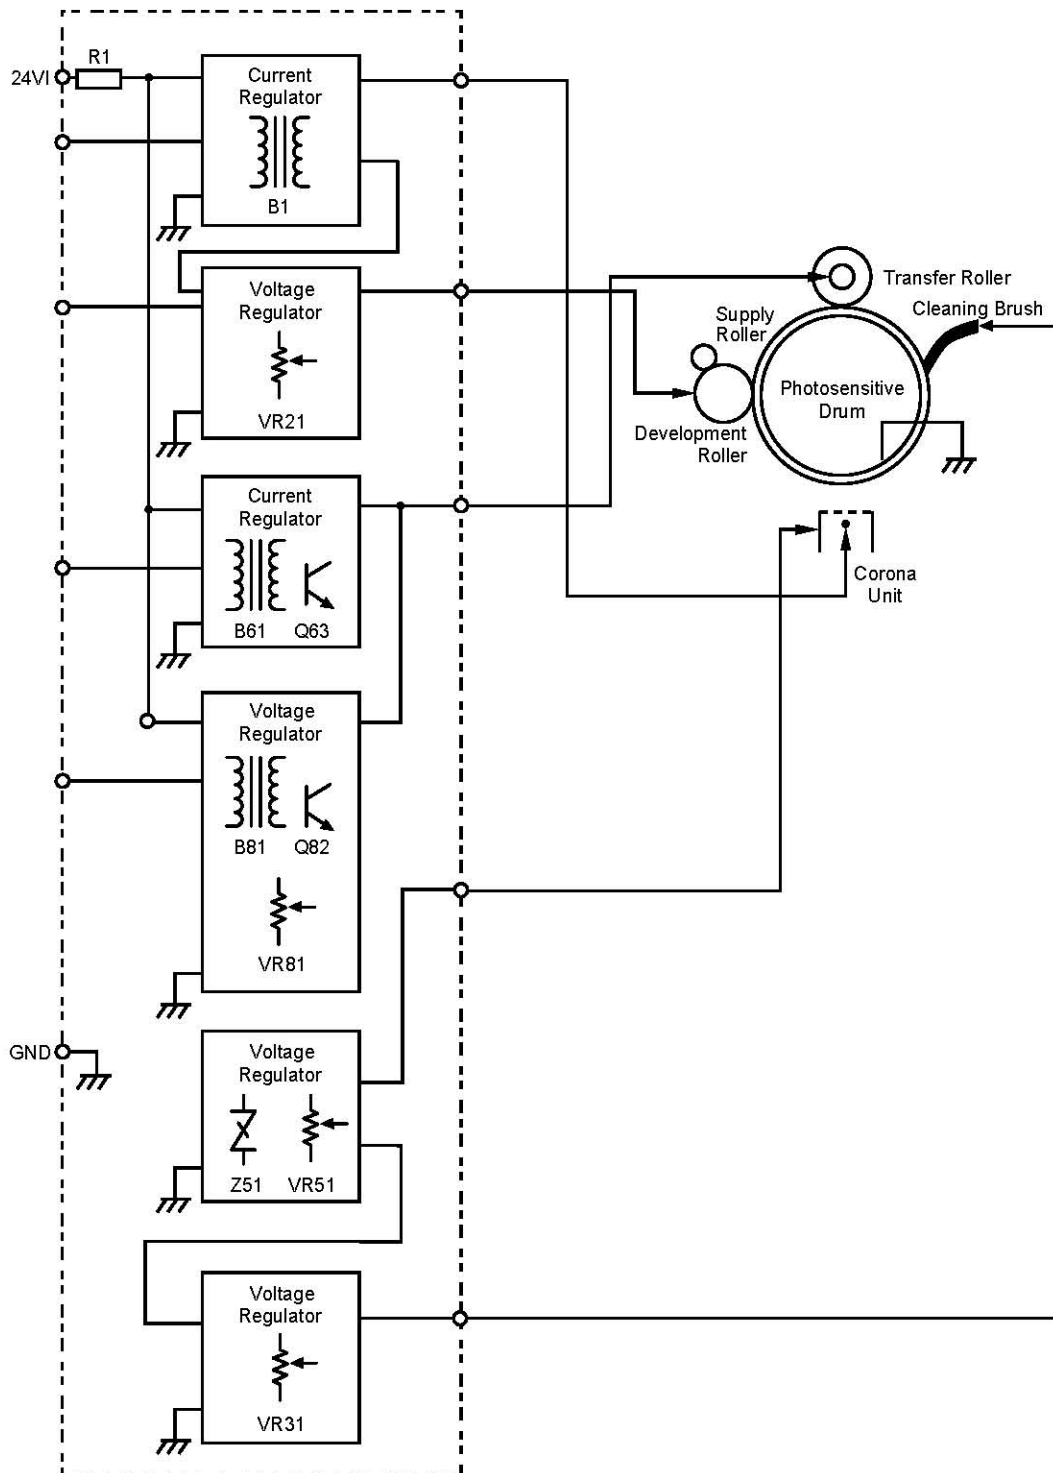 R1
24VI
Current
Regulator
B1
Voltage
Regulator
VR21
Transfer Roller
Cleaning Brush
Supply
Roller
Photosensitive
Drum
Development
Roller
Current
Regulator
B61 Q63
Corona
Unit
Voltage
Regulator
B81 Q82
VR81
GND
Voltage
Regulator
Z51 VR51
Voltage
Regulator
VR31